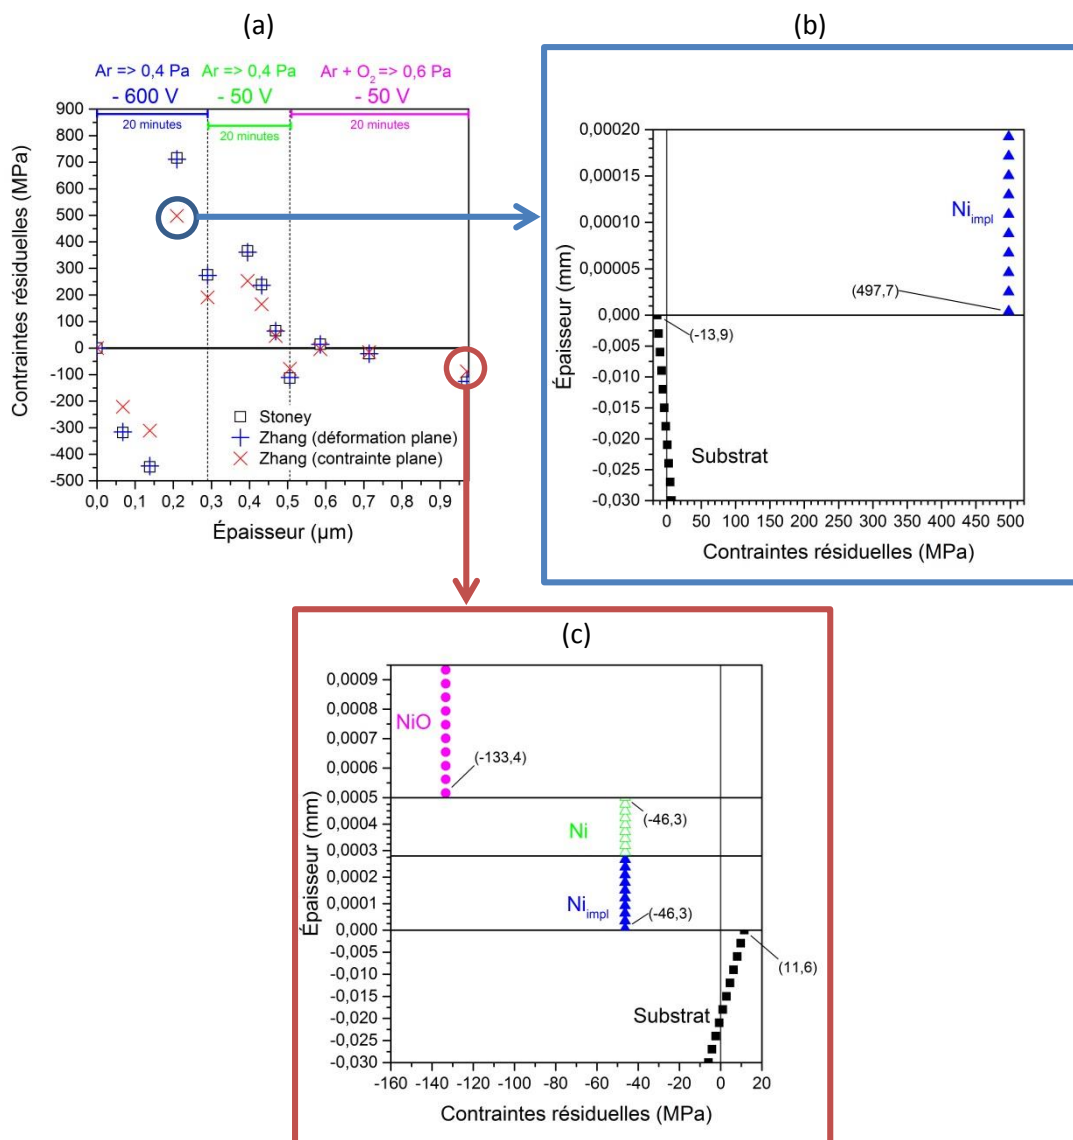 (a)
Ar => 0,4 Pa Ar => 0,4 Pa Ar + O2 => 0,6 Pa
- 600 V - 50 V - 50 V
20 minutes 20 minutes 20 minutes
900
800
700
600
500
400
300
200
100
0
-100
-200
-300
-400
-500
Contraintes résiduelles (MPa)
Stoney
Zhang (déformation plane)
Zhang (contrainte plane)
0,0 0,1 0,2 0,3 0,4 0,5 0,6 0,7 0,8 0,9
Épaisseur (µm)
(b)
0,00020
0,00015
0,00010
0,00005
0,000
-0,005
-0,010
-0,015
-0,020
-0,025
-0,030
Épaisseur (mm)
Niimpl
(497,7)
(-13,9)
Substrat
0 50 100 150 200 250 300 350 400 450 500
Contraintes résiduelles (MPa)
(c)
0,0009
0,0008
0,0007
0,0006
0,0005
0,0004
0,0003
0,0002
0,0001
0,000
-0,005
-0,010
-0,015
-0,020
-0,025
-0,030
Épaisseur (mm)
NiO
(-133,4)
Ni
(-46,3)
Niimpl
(-46,3)
(11,6)
Substrat
-160 -140 -120 -100 -80 -60 -40 -20 0 20
Contraintes résiduelles (MPa)